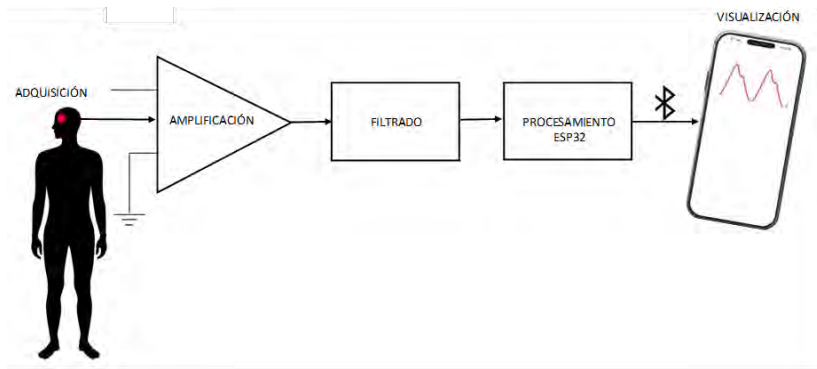 VISUALIZACIÓN
ADQUISICIÓN
AMPLIFICACIÓN
FILTRADO
PROCESAMIENTO
ESP32